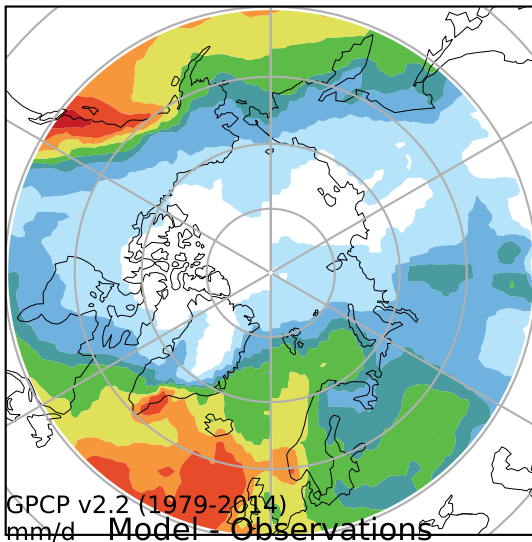 GPCP v2.2 (1979-2014)
mm/d Model - Observations